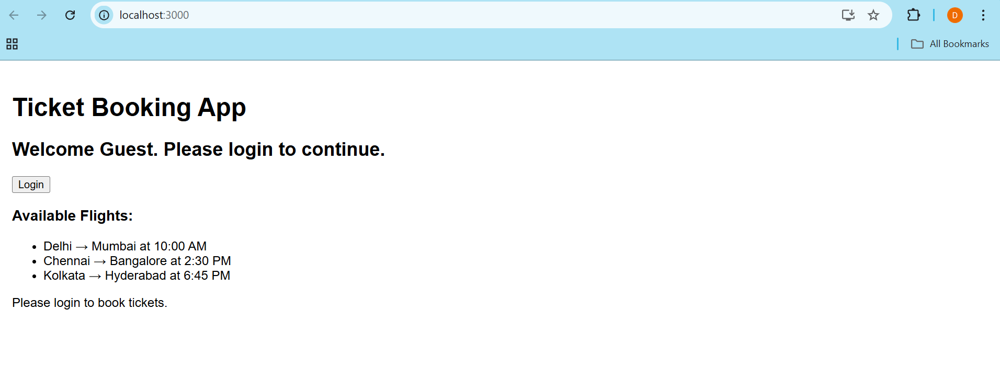 localhost:3000
D
All Bookmarks
Ticket Booking App
Welcome Guest. Please login to continue.
Login
Available Flights:
• Delhi → Mumbai at 10:00 AM
• Chennai → Bangalore at 2:30 PM
• Kolkata → Hyderabad at 6:45 PM
Please login to book tickets.